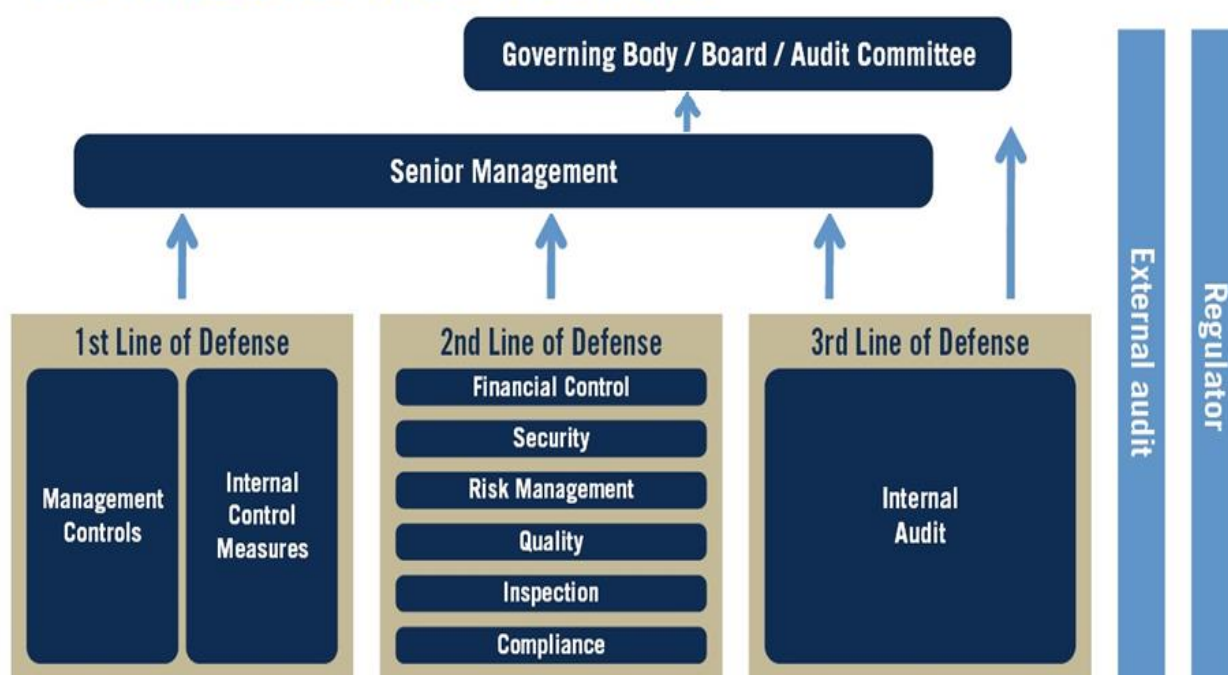 Governing Body / Board / Audit Committee
Senior Management
1st Line of Defense
Management
Controls
Internal
Control
Measures
2nd Line of Defense
Financial Control
Security
Risk Management
Quality
Inspection
Compliance
3rd Line of Defense
Internal
Audit
External audit
Regulator